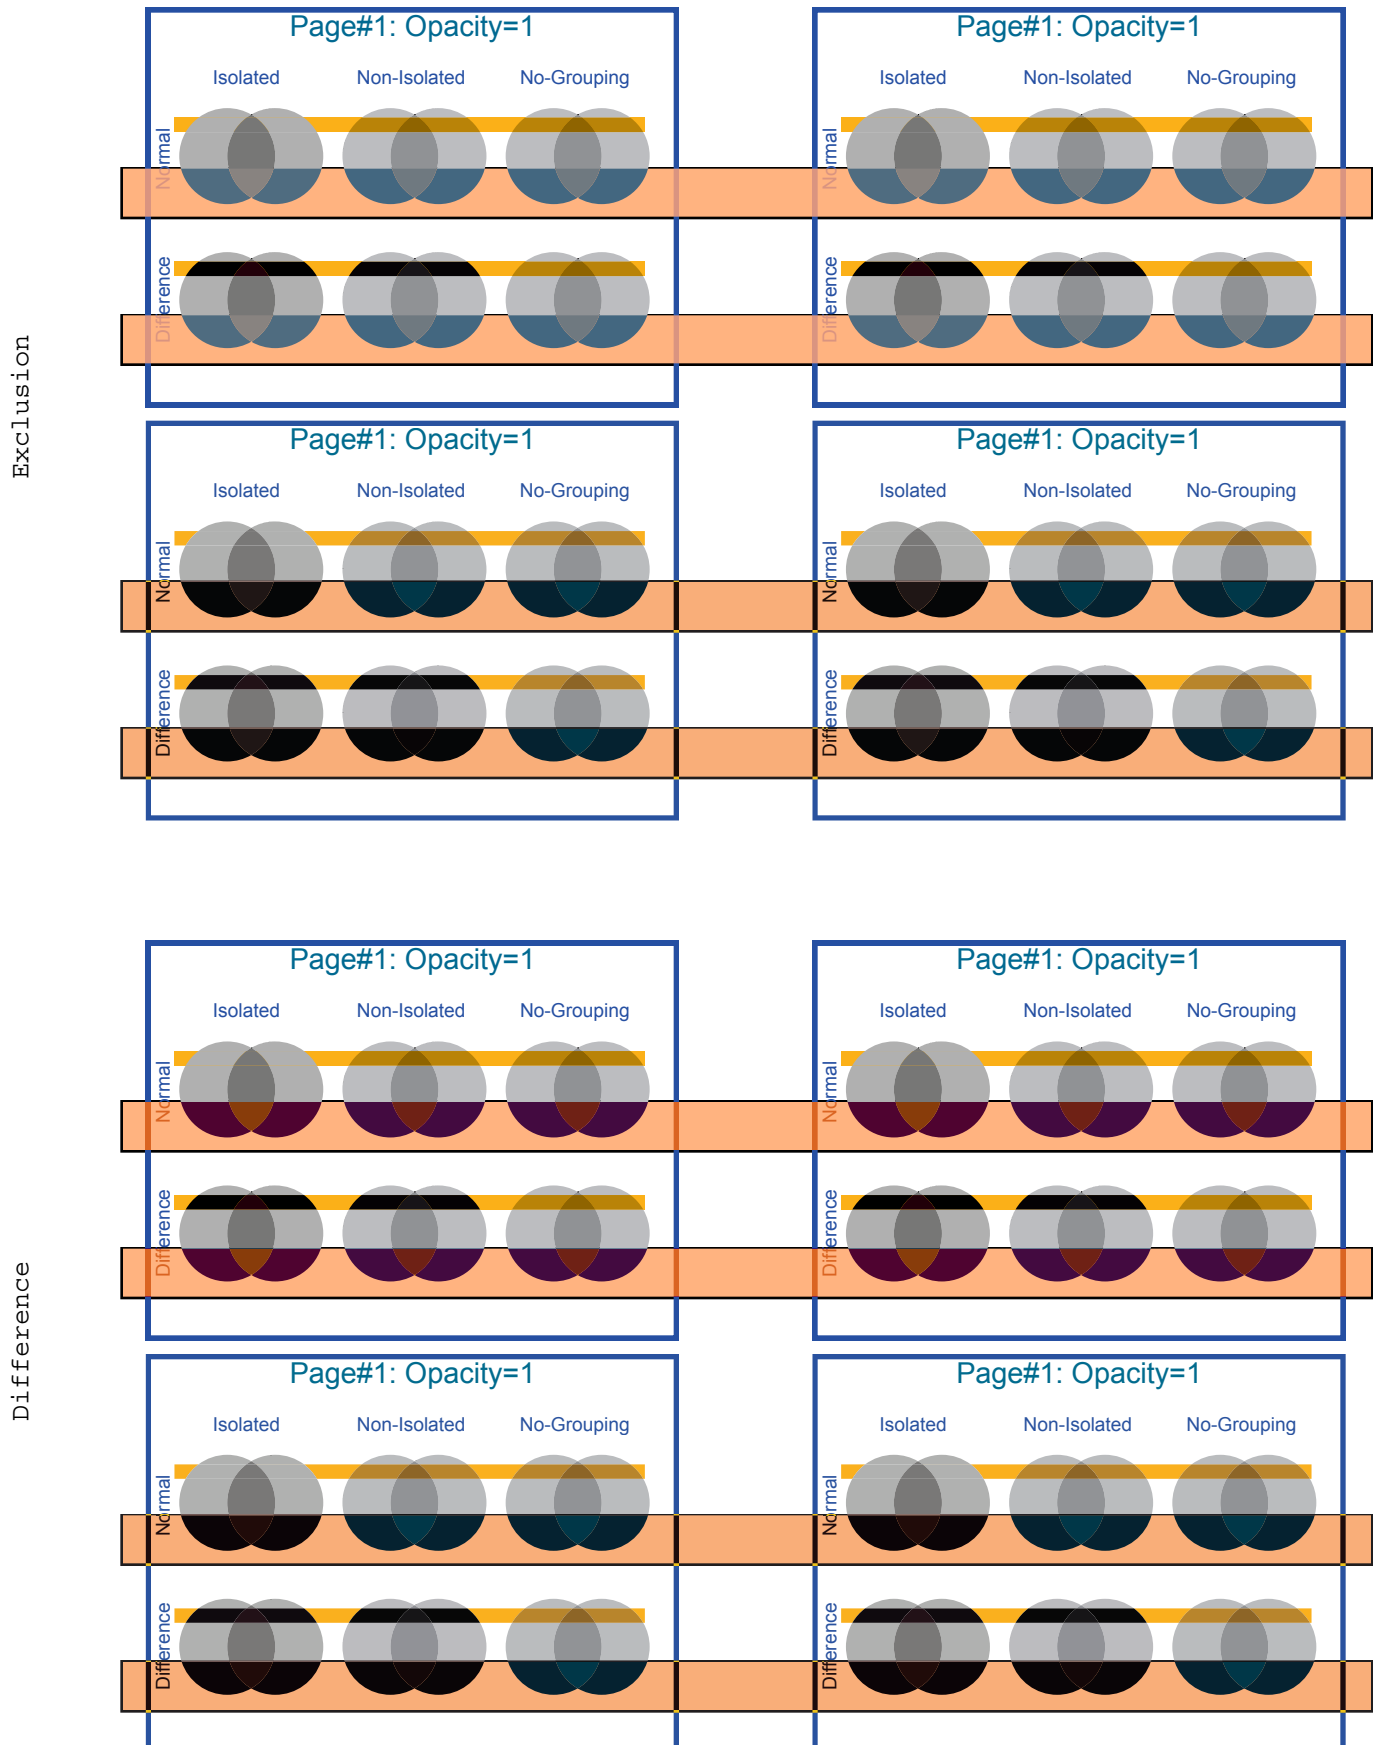 Exclusion
Page#1: Opacity=1
Isolated Non-Isolated No-Grouping
Normal
Difference
Page#1: Opacity=1
Isolated Non-Isolated No-Grouping
Normal
Difference
Page#1: Opacity=1
Isolated Non-Isolated No-Grouping
Normal
Difference
Page#1: Opacity=1
Isolated Non-Isolated No-Grouping
Normal
Difference
Difference
Page#1: Opacity=1
Isolated Non-Isolated No-Grouping
Normal
Difference
Page#1: Opacity=1
Isolated Non-Isolated No-Grouping
Normal
Difference
Page#1: Opacity=1
Isolated Non-Isolated No-Grouping
Normal
Difference
Page#1: Opacity=1
Isolated Non-Isolated No-Grouping
Normal
Difference